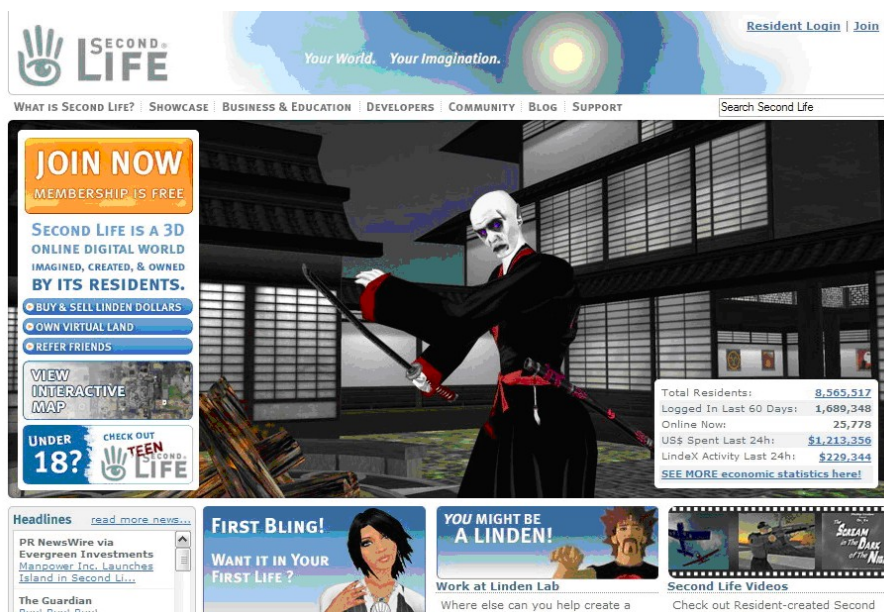 SECOND
LIFE
Your World. Your Imagination.
Resident Login | Join
WHAT IS SECOND LIFE? SHOWCASE BUSINESS & EDUCATION DEVELOPERS COMMUNITY BLOG SUPPORT
Search Second Life
JOIN NOW
MEMBERSHIP IS FREE
SECOND LIFE IS A 3D
ONLINE DIGITAL WORLD
IMAGINED, CREATED, & OWNED
BY ITS RESIDENTS.
BUY & SELL LINDEN DOLLARS
OWN VIRTUAL LAND
REFER FRIENDS
VIEW
INTERACTIVE
MAP
UNDER
18?
CHECK OUT
TEEN
SECOND
LIFE
Total Residents: 8,565,517
Logged In Last 60 Days: 1,689,348
Online Now: 25,778
US$ Spent Last 24h: $1,213,356
LindeX Activity Last 24h: $229,344
SEE MORE economic statistics here!
Headlines read more news...
PR NewsWire via
Evergreen Investments
Manpower Inc. Launches
Island in Second Li...
The Guardian
FIRST BLING!
WANT IT IN YOUR
FIRST LIFE?
YOU MIGHT BE
A LINDEN!
Work at Linden Lab
Where else can you help create a
SCREAM
IN THE DARK
OF THE
Second Life Videos
Check out Resident-created Second